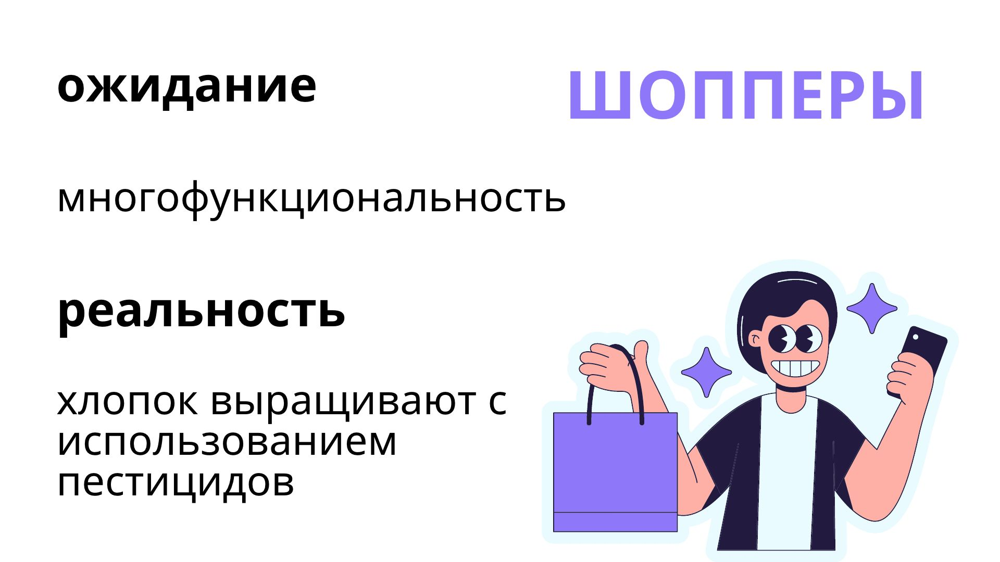 ожидание
ШОППЕРЫ
многофункциональность
реальность
хлопок выращивают с
использованием
пестицидов